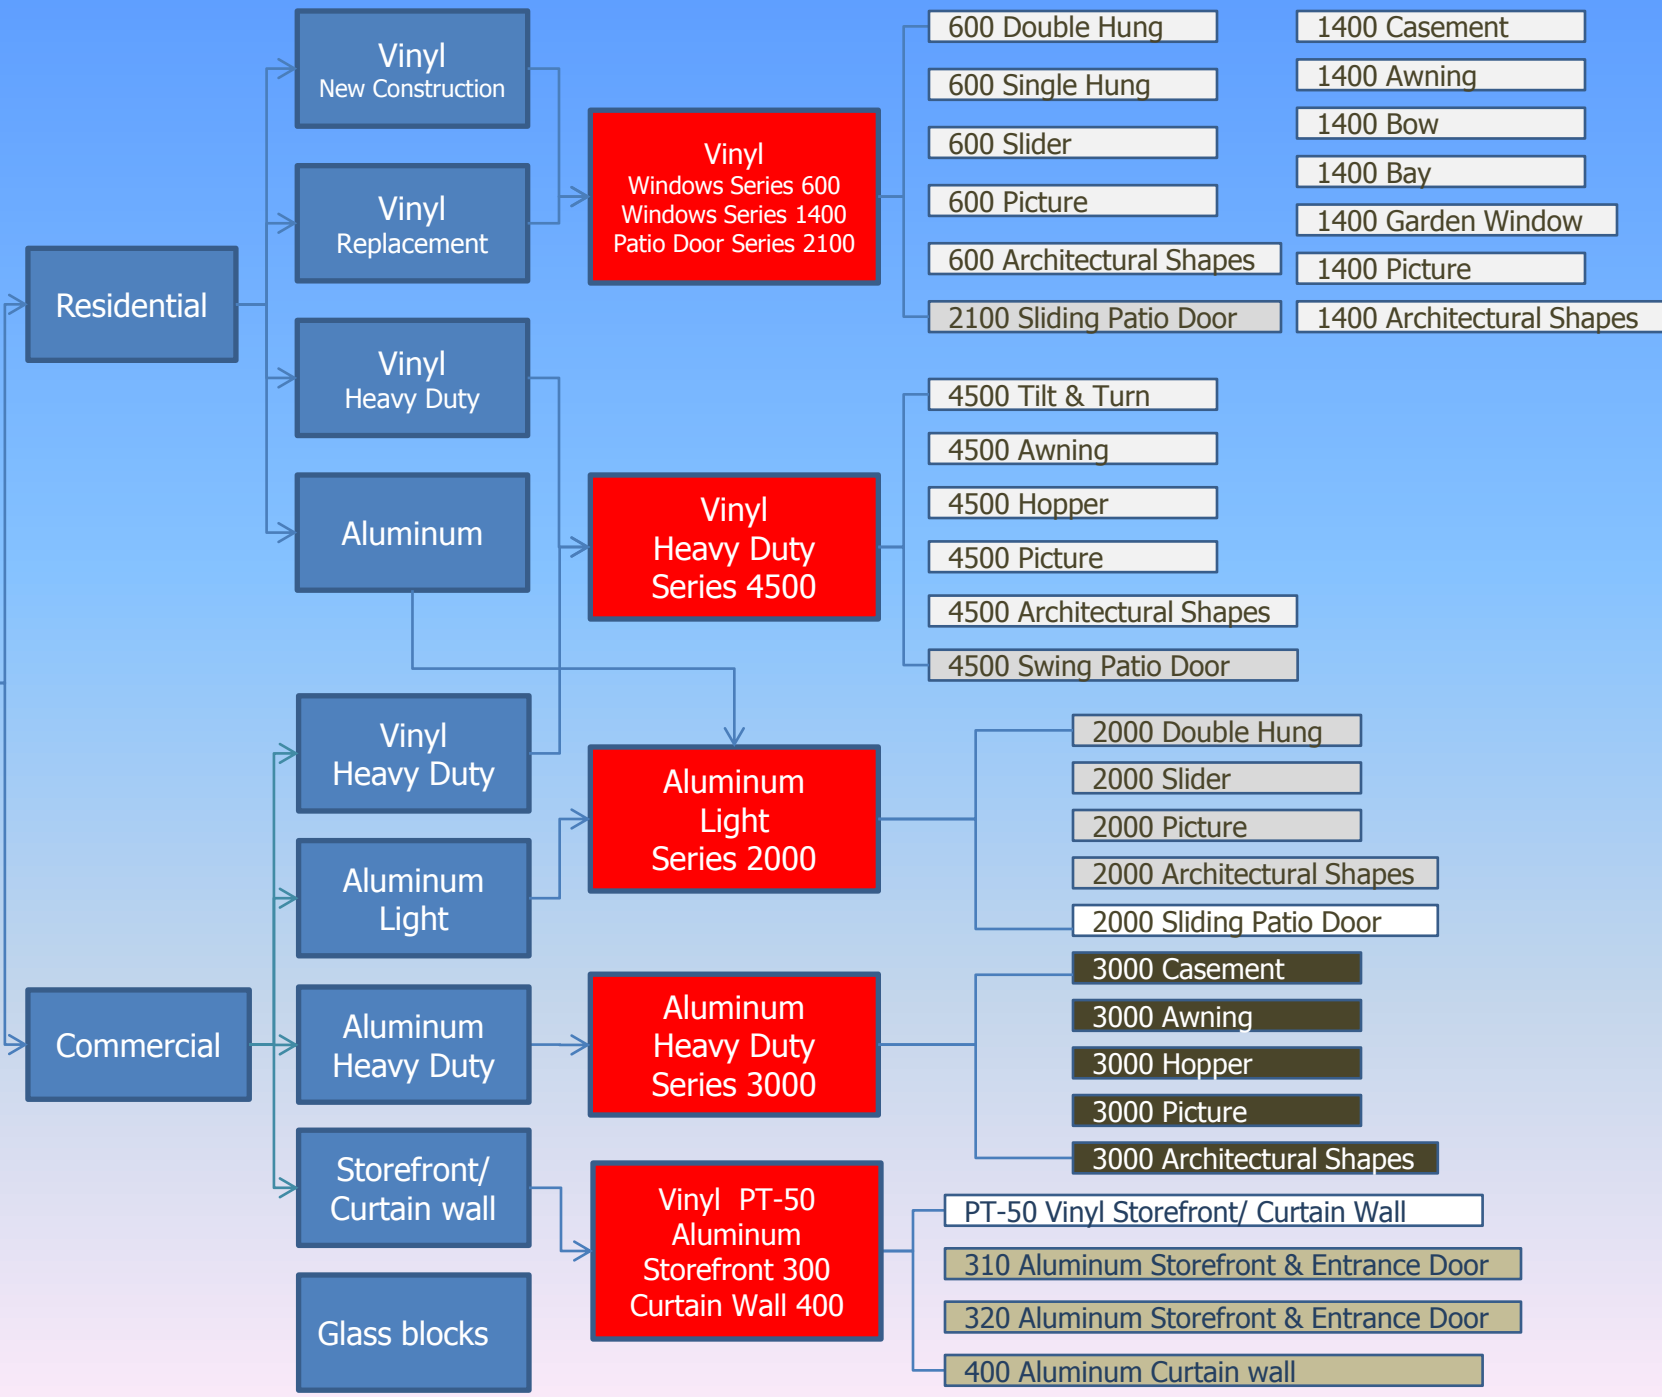 Residential
Commercial
Vinyl
New Construction
Vinyl
Replacement
Vinyl
Heavy Duty
Aluminum
Vinyl
Heavy Duty
Aluminum
Light
Aluminum
Heavy Duty
Storefront/
Curtain wall
Glass blocks
Vinyl
Windows Series 600
Windows Series 1400
Patio Door Series 2100
Vinyl
Heavy Duty
Series 4500
Aluminum
Light
Series 2000
Aluminum
Heavy Duty
Series 3000
Vinyl PT-50
Aluminum
Storefront 300
Curtain Wall 400
600 Double Hung
600 Single Hung
600 Slider
600 Picture
600 Architectural Shapes
2100 Sliding Patio Door
1400 Casement
1400 Awning
1400 Bow
1400 Bay
1400 Garden Window
1400 Picture
1400 Architectural Shapes
4500 Tilt & Turn
4500 Awning
4500 Hopper
4500 Picture
4500 Architectural Shapes
4500 Swing Patio Door
2000 Double Hung
2000 Slider
2000 Picture
2000 Architectural Shapes
2000 Sliding Patio Door
3000 Casement
3000 Awning
3000 Hopper
3000 Picture
3000 Architectural Shapes
PT-50 Vinyl Storefront/ Curtain Wall
310 Aluminum Storefront & Entrance Door
320 Aluminum Storefront & Entrance Door
400 Aluminum Curtain wall